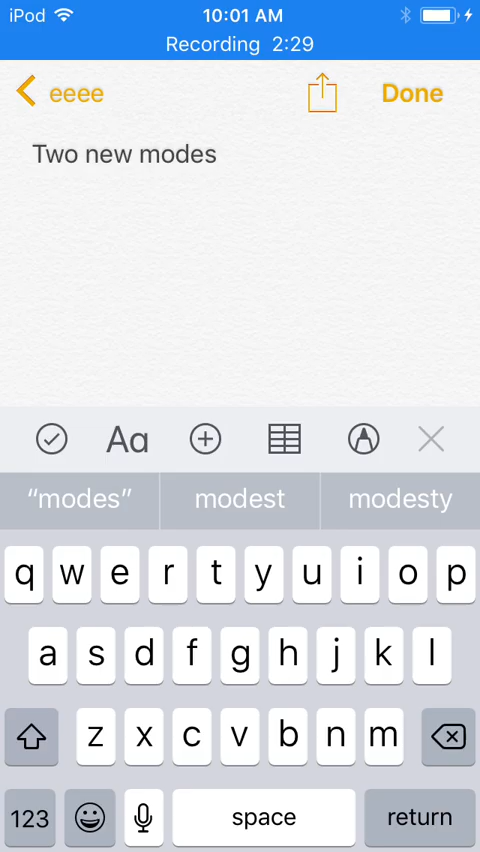 iPod 10:01 AM
Recording 2:29
eeee Done
Two new modes
Aa
“modes” modest modesty
q w e r t y u i o p
a s d f g h j k l
z x c v b n m
123 space return